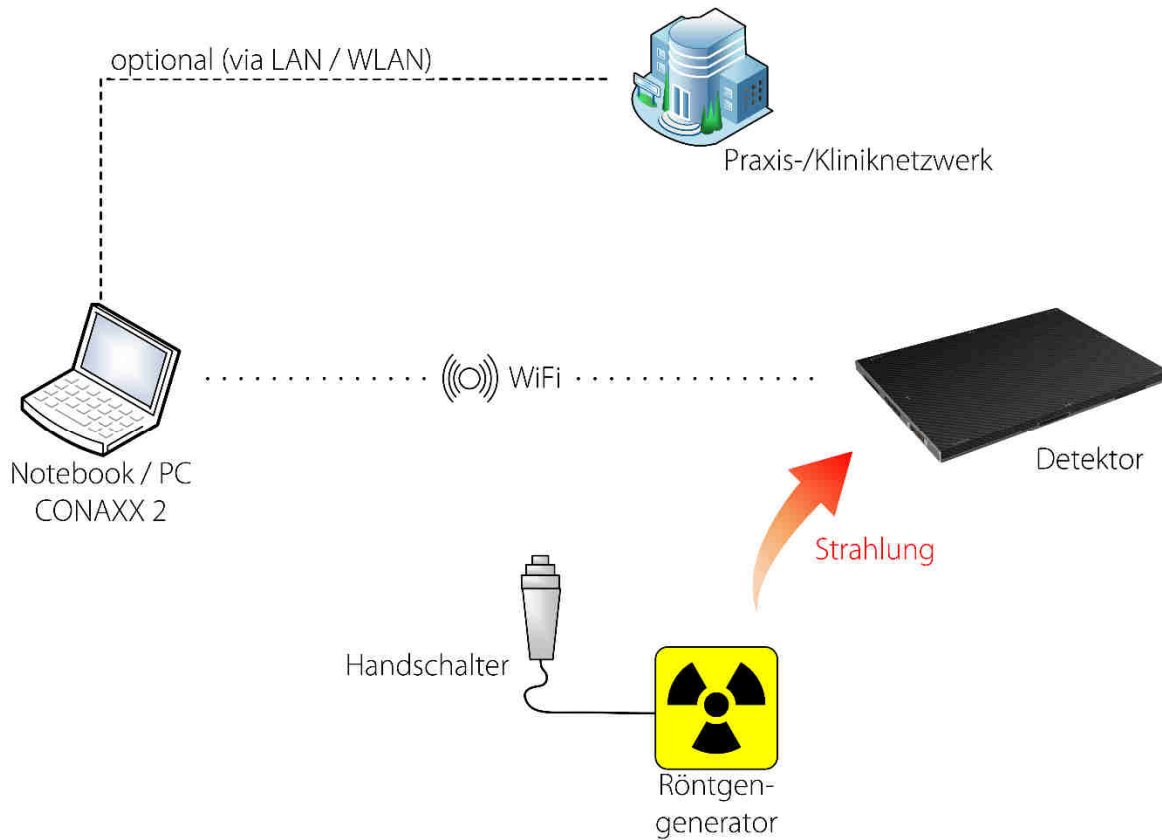 optional (via LAN / WLAN)
Praxis-/Kliniknetzwerk
WiFi
Notebook / PC
CONAXX 2
Detektor
Strahlung
Handschalter
Röntgen-
generator